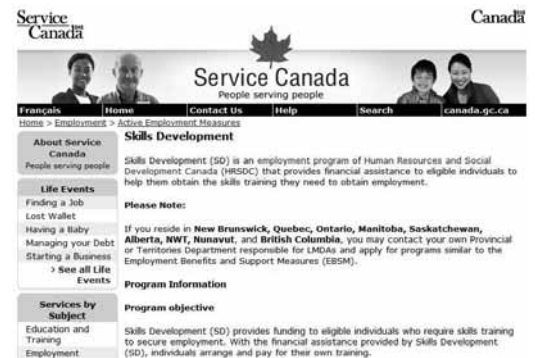 Service
Canada
Canada
Service Canada
People serving people
Français Home Contact Us Help Search canada.gc.ca
Home > Employment > Active Employment Measures
About Service
Canada
People serving people
Life Events
Finding a Job
Lost Wallet
Having a Baby
Managing your Debt
Starting a Business
> See all Life
Events
Services by
Subject
Education and
Training
Employment
Skills Development
Skills Development (SD) is an employment program of Human Resources and Social
Development Canada (HRSDC) that provides financial assistance to eligible individuals to
help them obtain the skills training they need to obtain employment.
Please Note:
If you reside in New Brunswick, Quebec, Ontario, Manitoba, Saskatchewan,
Alberta, NWT, Nunavut, and British Columbia, you may contact your own Provincial
or Territories Department responsible for LMDAs and apply for programs similar to the
Employment Benefits and Support Measures (EBSM).
Program Information
Program objective
Skills Development (SD) provides funding to eligible individuals who require skills training
to secure employment. With the financial assistance provided by Skills Development
(SD), individuals arrange and pay for their own training.